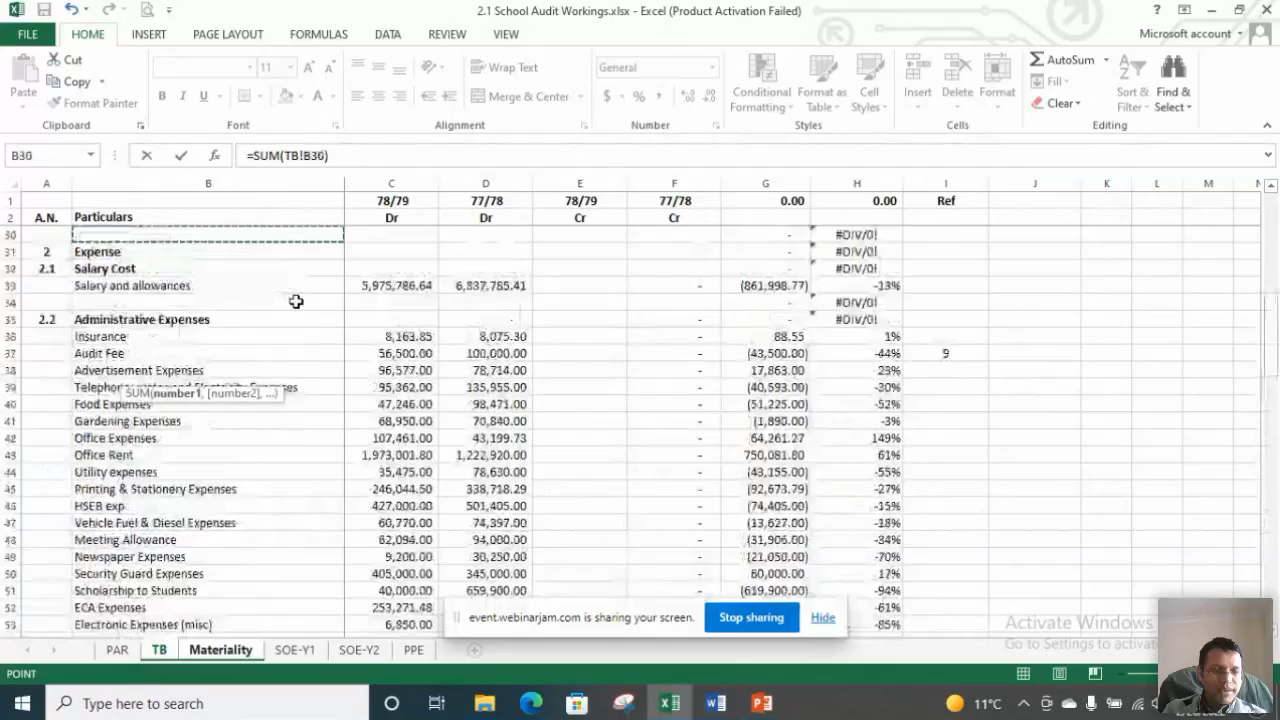 2.1 School Audit Workings.xlsx - Excel (Product Activation Failed)
FILE HOME INSERT PAGE LAYOUT FORMULAS DATA REVIEW VIEW Microsoft account
Paste Cut Copy Format Painter
11 Wrap Text Merge & Center General
Conditional Formatting Format as Table Cell Styles Insert Delete Format
AutoSum Fill Clear Sort & Filter Find & Select
Clipboard Font Alignment Number Styles Cells Editing
B30 =SUM(TB!B30)
A B C D E F G H I J K L M N
1 78/79 77/78 78/79 77/78 0.00 0.00 Ref
2 A.N. Particulars Dr Dr Cr Cr
30 - #DIV/0!
31 2 Expense - #DIV/0!
32 2.1 Salary Cost - #DIV/0!
33 Salary and allowances 5,975,786.64 6,837,785.41 - (861,998.77) -13%
34 - #DIV/0!
35 2.2 Administrative Expenses - - - #DIV/0!
36 Insurance 8,163.85 8,075.30 - 88.55 1%
37 Audit Fee 56,500.00 100,000.00 - (43,500.00) -44% 9
38 Advertisement Expenses 96,577.00 78,714.00 - 17,863.00 23%
39 Telephone and Electricity Expenses 95,362.00 135,955.00 - (40,593.00) -30%
SUM(number1, [number2], ...)
40 Food Expenses 47,246.00 98,471.00 - (51,225.00) -52%
41 Gardening Expenses 68,950.00 70,840.00 - (1,890.00) -3%
42 Office Expenses 107,461.00 43,199.73 - 64,261.27 149%
43 Office Rent 1,973,001.80 1,222,920.00 - 750,081.80 61%
44 Utility expenses 35,475.00 78,630.00 - (43,155.00) -55%
45 Printing & Stationery Expenses 246,044.50 338,718.29 - (92,673.79) -27%
46 HSEB exp 427,000.00 501,405.00 - (74,405.00) -15%
47 Vehicle Fuel & Diesel Expenses 60,770.00 74,397.00 - (13,627.00) -18%
48 Meeting Allowance 62,094.00 94,000.00 - (31,906.00) -34%
49 Newspaper Expenses 9,200.00 30,250.00 - (21,050.00) -70%
50 Security Guard Expenses 405,000.00 345,000.00 - 60,000.00 17%
51 Scholarship to Students 40,000.00 659,900.00 - (619,900.00) -94%
52 ECA Expenses 253,271.48 -61%
53 Electronic Expenses (misc) 6,850.00 -85%
event.webinarjam.com is sharing your screen. Stop sharing Hide
Activate Windows
Go to Settings to activate
PAR TB Materiality SOE-Y1 SOE-Y2 PPE
POINT
Type here to search 11°C